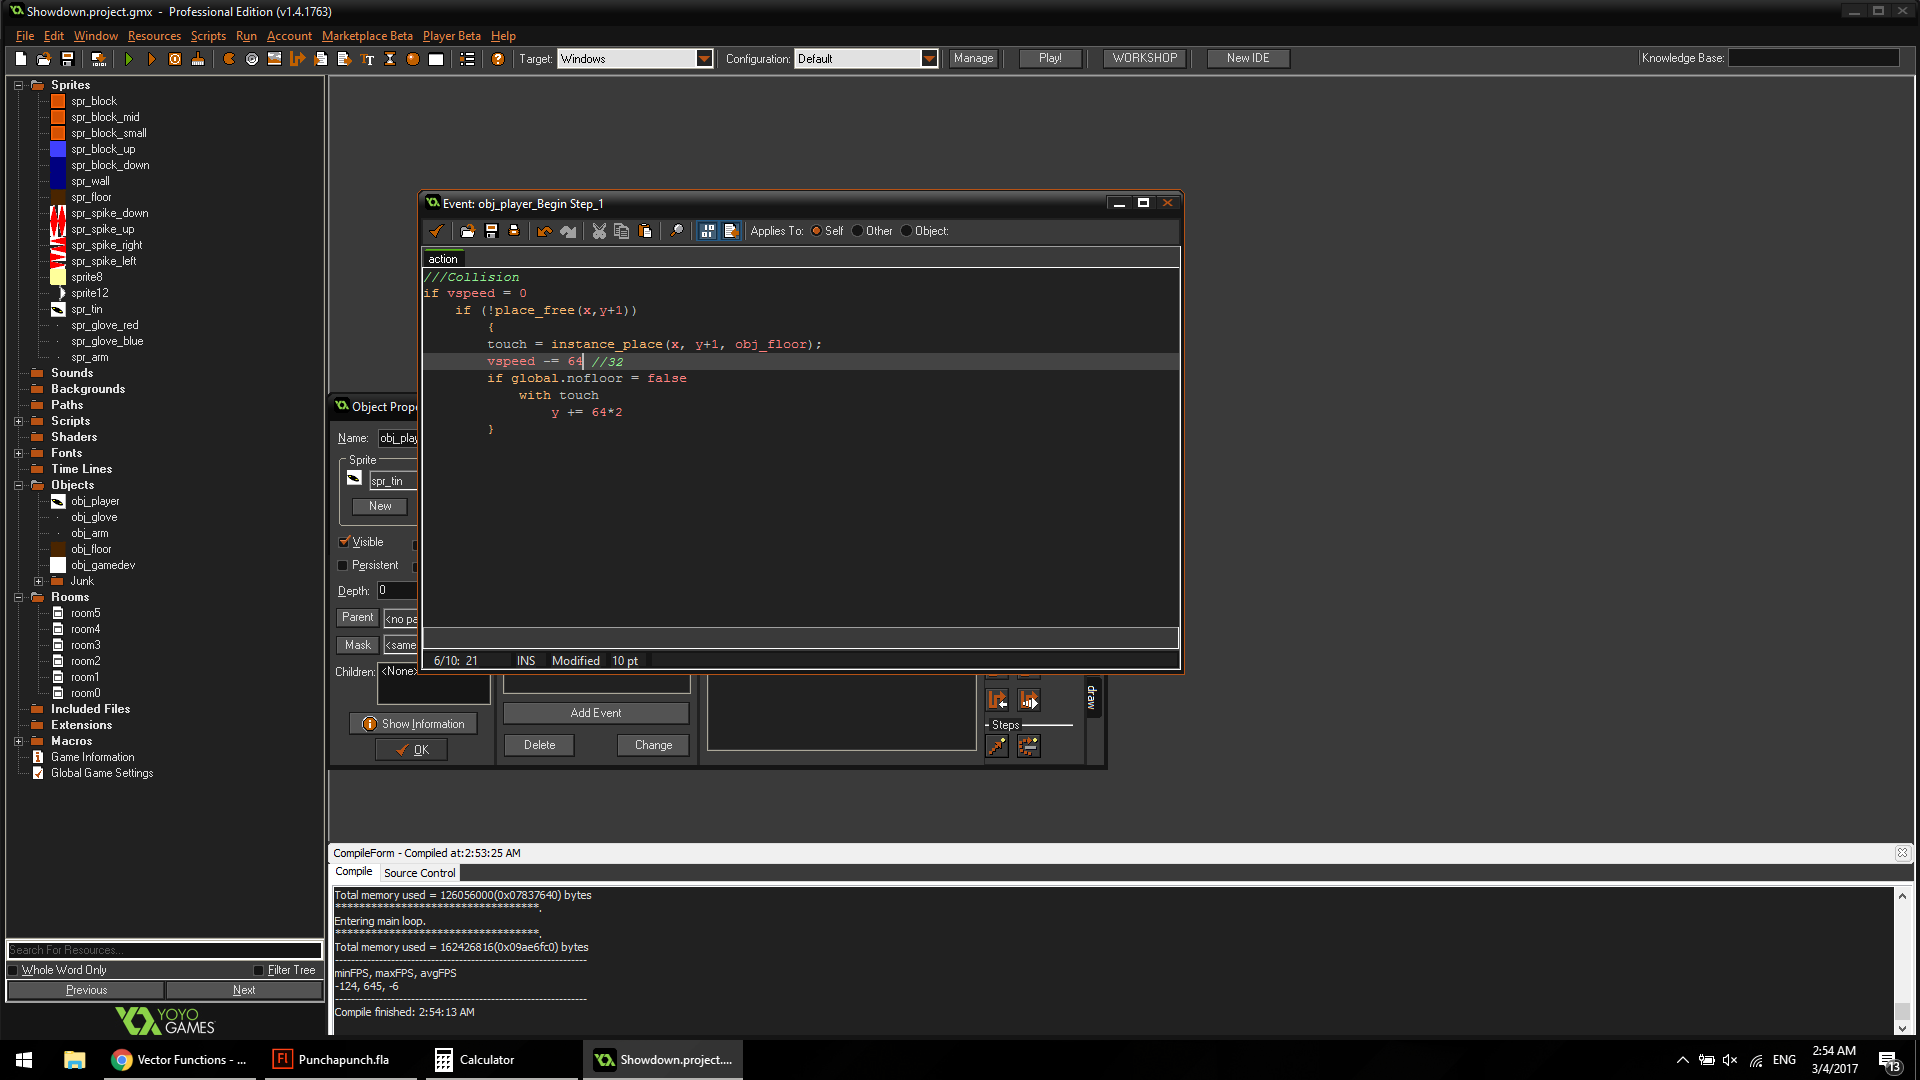 Showdown.project.gmx - Professional Edition (v1.4.1763)
File Edit Window Resources Scripts Run Account Marketplace Beta Player Beta Help
Target: Windows Configuration: Default Manage Play! WORKSHOP New IDE Knowledge Base:
Sprites
spr_block
spr_block_mid
spr_block_small
spr_block_up
spr_block_down
spr_wall
spr_floor
spr_spike_down
spr_spike_up
spr_spike_right
spr_spike_left
sprite8
sprite12
spr_tin
spr_glove_red
spr_glove_blue
spr_arm
Sounds
Backgrounds
Paths
Scripts
Shaders
Fonts
Time Lines
Objects
obj_player
obj_glove
obj_arm
obj_floor
obj_gamedev
Junk
Rooms
room5
room4
room3
room2
room1
room0
Included Files
Extensions
Macros
Game Information
Global Game Settings
Search For Resources...
Whole Word Only Filter Tree
Previous Next
YOYO
GAMES
Event: obj_player_Begin Step_1
Applies To: Self Other Object:
action
///Collision
if vspeed = 0
if (!place_free(x,y+1))
{
touch = instance_place(x, y+1, obj_floor);
vspeed -= 64 //32
if global.nofloor = false
with touch
y += 64*2
}
6/10: 21 INS Modified 10 pt
Object Prope
Name: obj_play
Sprite
spr_tin
New
Visible
Persistent
Depth: 0
Parent <no pa
Mask <same
Children: <None>
Show Information
OK
Add Event
Delete Change
Steps
draw
CompileForm - Compiled at:2:53:25 AM
Compile Source Control
Total memory used = 126056000(0x07837640) bytes
***********************************.
Entering main loop.
***********************************.
Total memory used = 162426816(0x09ae6fc0) bytes
---------------------------------------------------------------
minFPS, maxFPS, avgFPS
-124, 645, -6
---------------------------------------------------------------
Compile finished: 2:54:13 AM
Vector Functions - ... Fl Punchapunch.fla Calculator Showdown.project.... ENG 2:54 AM
3/4/2017
13